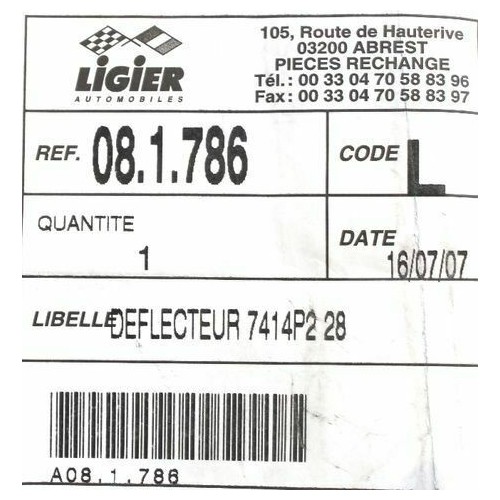 LIGIER
AUTOMOBILES
105, Route de Hauterive
03200 ABREST
PIECES RECHANGE
Tél.: 00 33 04 70 58 83 96
Fax: 00 33 04 70 58 83 97
REF. 08.1.786
CODE L
QUANTITE
1
DATE
16/07/07
LIBELLE DEFLECTEUR 7414P2 28
A08.1.786